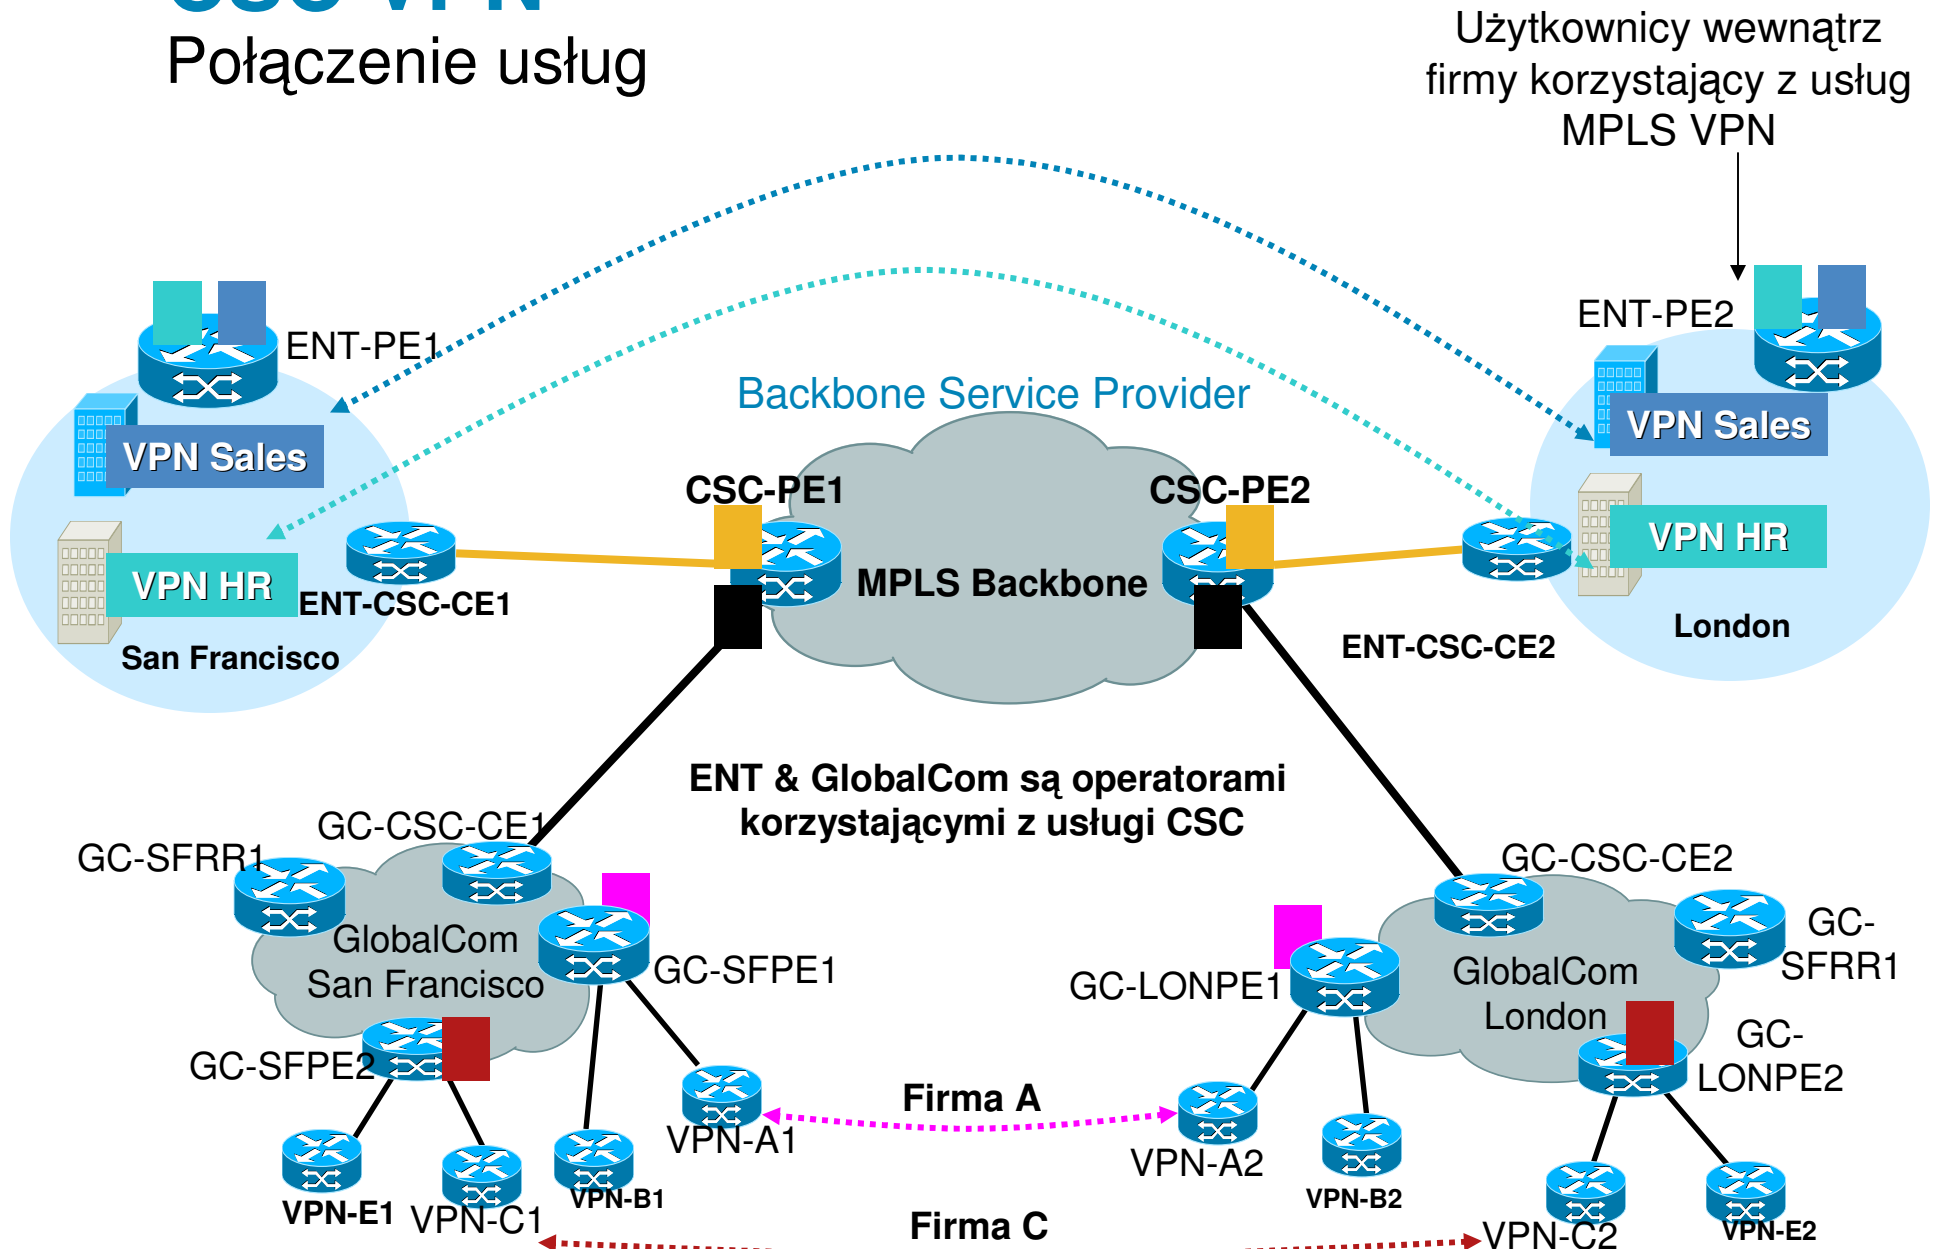 CSC VPN
Połączenie usług
Użytkownicy wewnątrz
firmy korzystający z usług
MPLS VPN
ENT-PE1
ENT-PE2
Backbone Service Provider
VPN Sales
VPN Sales
CSC-PE1
CSC-PE2
VPN HR
VPN HR
MPLS Backbone
ENT-CSC-CE1
San Francisco
London
ENT-CSC-CE2
ENT & GlobalCom są operatorami
korzystającymi z usługi CSC
GC-CSC-CE1
GC-SFRR1
GC-CSC-CE2
GlobalCom
San Francisco
GC-SFPE1
GC-LONPE1
GlobalCom
London
GC-
SFRR1
GC-SFPE2
GC-
LONPE2
Firma A
VPN-A1
VPN-A2
VPN-E1
VPN-C1
VPN-B1
VPN-B2
Firma C
VPN-C2
VPN-E2